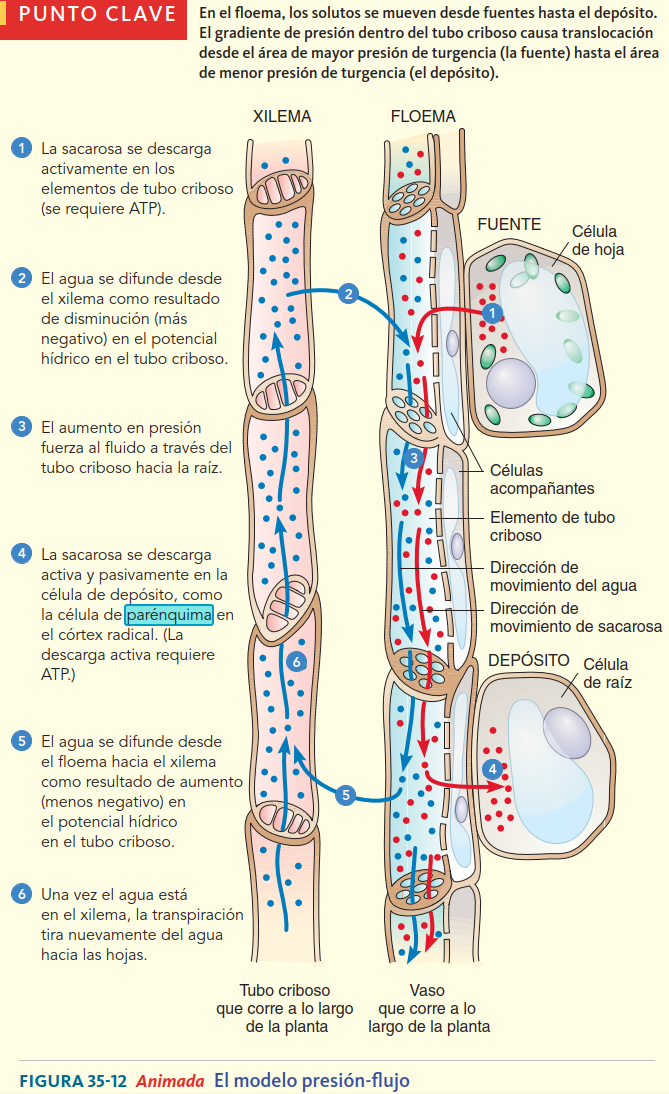 PUNTO CLAVE
En el floema, los solutos se mueven desde fuentes hasta el depósito.
El gradiente de presión dentro del tubo criboso causa translocación
desde el área de mayor presión de turgencia (la fuente) hasta el área
de menor presión de turgencia (el depósito).
XILEMA
FLOEMA
1 La sacarosa se descarga
activamente en los
elementos de tubo criboso
(se requiere ATP).
2 El agua se difunde desde
el xilema como resultado
de disminución (más
negativo) en el potencial
hídrico en el tubo criboso.
3 El aumento en presión
fuerza al fluido a través del
tubo criboso hacia la raíz.
4 La sacarosa se descarga
activa y pasivamente en la
célula de depósito, como
la célula de parénquima en
el córtex radical. (La
descarga activa requiere
ATP.)
5 El agua se difunde desde
el floema hacia el xilema
como resultado de aumento
(menos negativo) en
el potencial hídrico
en el tubo criboso.
6 Una vez el agua está
en el xilema, la transpiración
tira nuevamente del agua
hacia las hojas.
FUENTE
Célula
de hoja
1
2
3
Células
acompañantes
Elemento de tubo
criboso
Dirección de
movimiento del agua
Dirección de
movimiento de sacarosa
DEPÓSITO
Célula
de raíz
6
4
5
Tubo criboso
que corre a lo largo
de la planta
Vaso
que corre a lo
largo de la planta
FIGURA 35-12 Animada El modelo presión-flujo